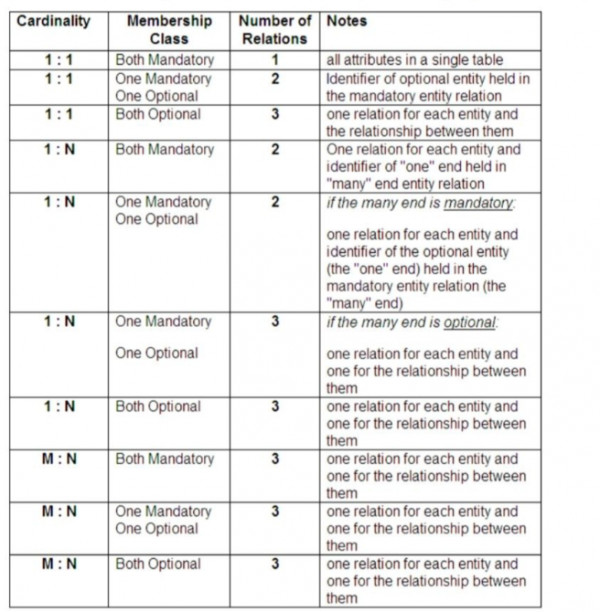 Cardinality Membership Class Number of Relations Notes
1 : 1 Both Mandatory 1 all attributes in a single table
1 : 1 One Mandatory 2 Identifier of optional entity held in
One Optional the mandatory entity relation
1 : 1 Both Optional 3 one relation for each entity and
the relationship between them
1 : N Both Mandatory 2 One relation for each entity and
identifier of "one" end held in
"many" end entity relation
1 : N One Mandatory 2 if the many end is mandatory:
One Optional
one relation for each entity and
identifier of the optional entity
(the "one" end) held in the
mandatory entity relation (the
"many" end)
1 : N One Mandatory 3 if the many end is optional:
One Optional one relation for each entity and
one for the relationship between
them
1 : N Both Optional 3 one relation for each entity and
one for the relationship between
them
M : N Both Mandatory 3 one relation for each entity and
one for the relationship between
them
M : N One Mandatory 3 one relation for each entity and
One Optional one for the relationship between
them
M : N Both Optional 3 one relation for each entity and
one for the relationship between
them